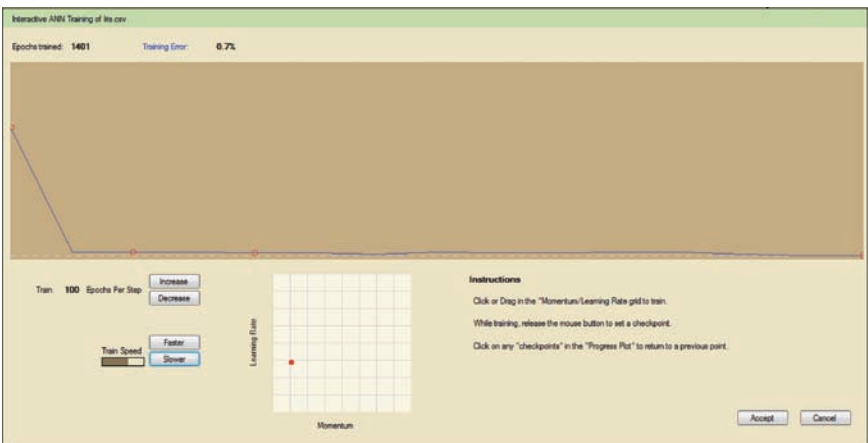 Interactive ANN Training of Iris.csv
Epochs trained: 1401 Training Error: 0.7%
Train 100 Epochs Per Step
Increase
Decrease
Train Speed
Faster
Slower
Learning Rate
Momentum
Instructions
Click or Drag in the "Momentum/Learning Rate grid to train.
While training, release the mouse button to set a checkpoint.
Click on any "checkpoints" in the "Progress Plot" to return to a previous point.
Accept Cancel